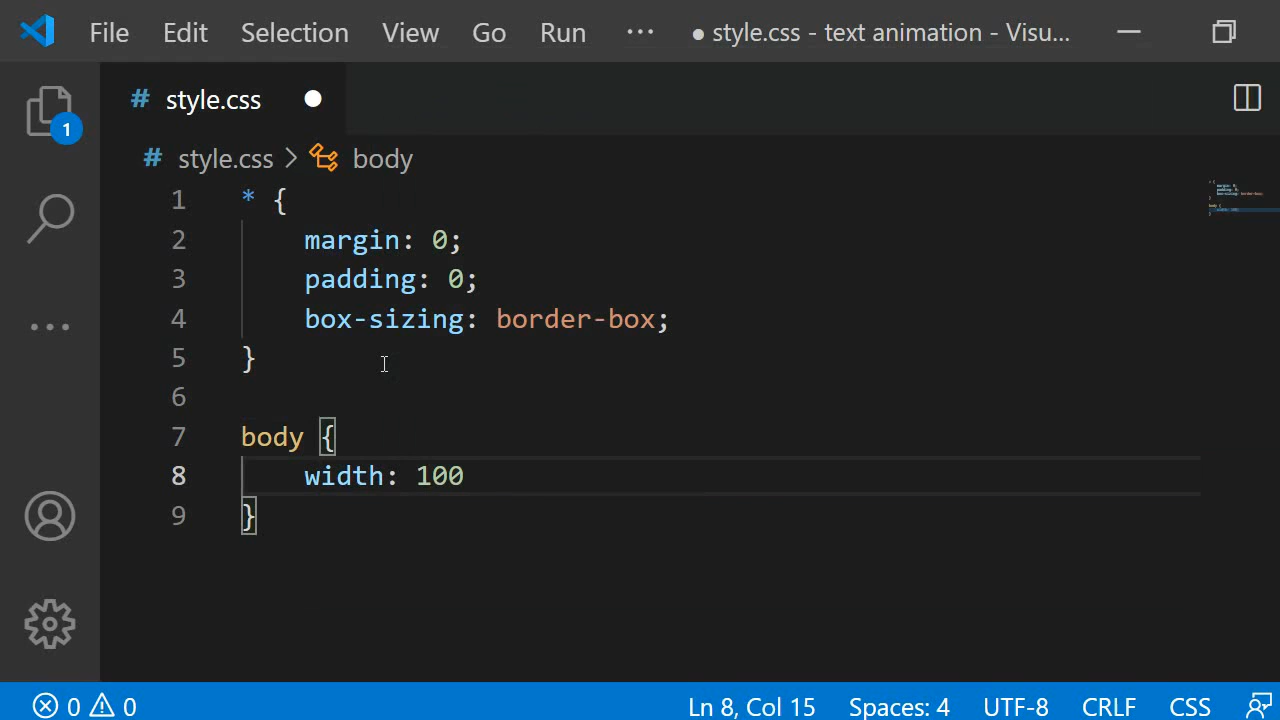 File Edit Selection View Go Run ··· ● style.css - text animation - Visu...
# style.css ●
1
# style.css > body
1 * {
2 margin: 0;
3 padding: 0;
4 box-sizing: border-box;
5 }
6
7 body {
8 width: 100
9 }
0 0 Ln 8, Col 15 Spaces: 4 UTF-8 CRLF CSS